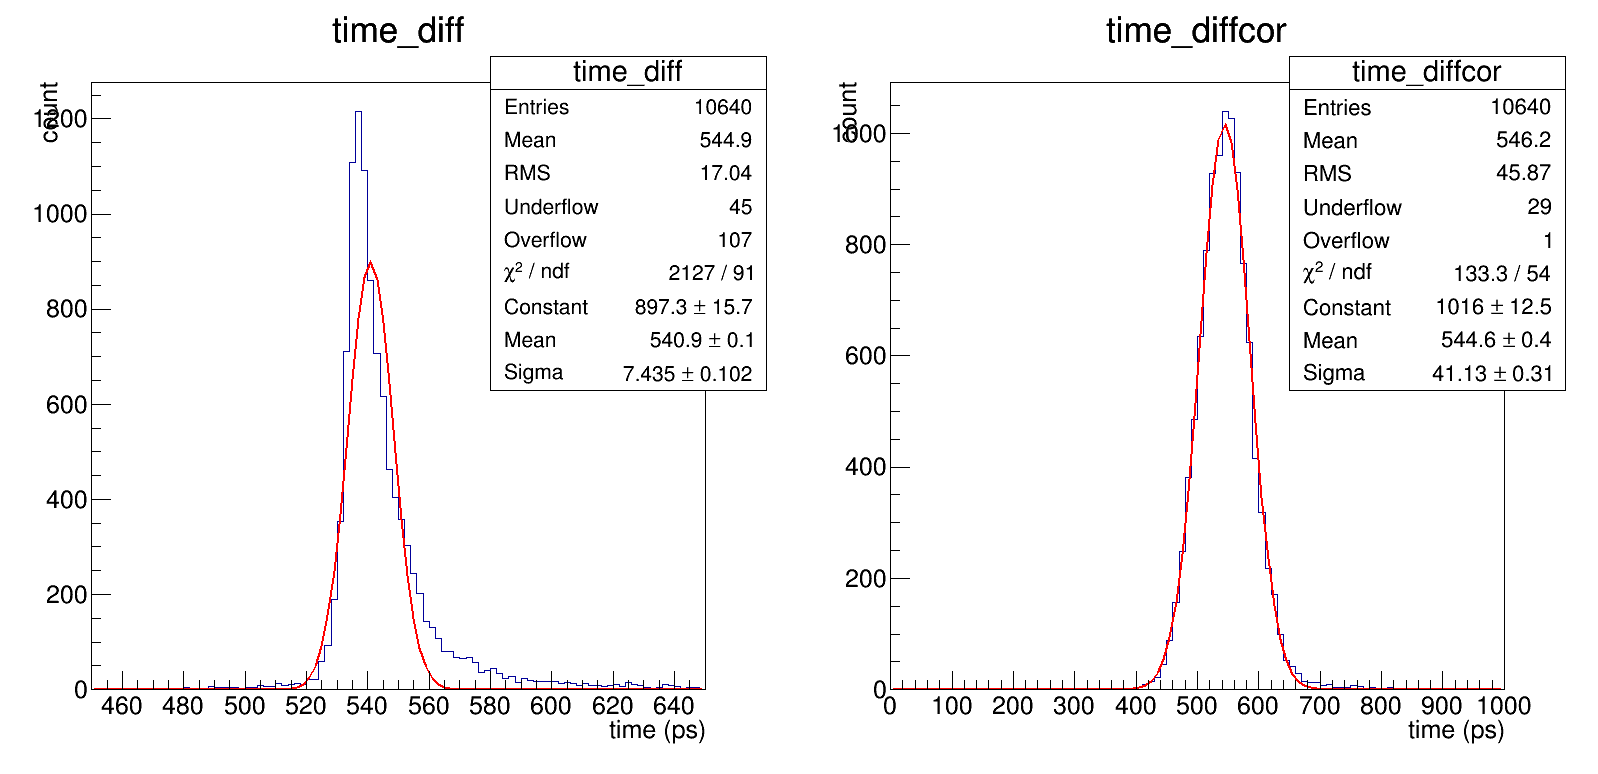 time_diff
time_diff
Entries 10640
Mean 544.9
RMS 17.04
Underflow 45
Overflow 107
χ² / ndf 2127 / 91
Constant 897.3 ± 15.7
Mean 540.9 ± 0.1
Sigma 7.435 ± 0.102
count
1200
1000
800
600
400
200
0
460 480 500 520 540 560 580 600 620 640
time (ps)
time_diffcor
time_diffcor
Entries 10640
Mean 546.2
RMS 45.87
Underflow 29
Overflow 1
χ² / ndf 133.3 / 54
Constant 1016 ± 12.5
Mean 544.6 ± 0.4
Sigma 41.13 ± 0.31
count
1000
800
600
400
200
0
0 100 200 300 400 500 600 700 800 900 1000
time (ps)